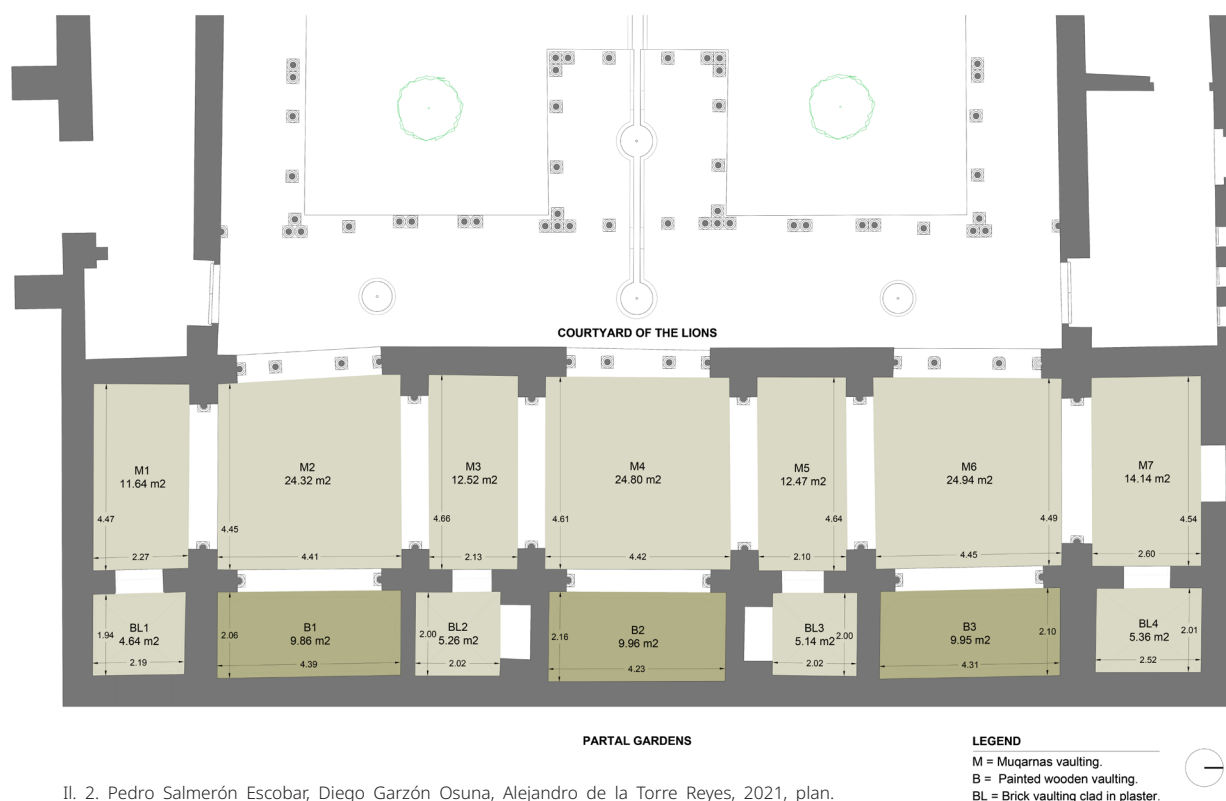 COURTYARD OF THE LIONS
M1
11.64 m2
4.47
2.27
M2
24.32 m2
4.45
4.41
M3
12.52 m2
4.66
2.13
M4
24.80 m2
4.61
4.42
M5
12.47 m2
4.64
2.10
M6
24.94 m2
4.49
4.45
M7
14.14 m2
4.54
2.60
BL1
4.64 m2
1.94
2.19
B1
9.86 m2
2.06
4.39
BL2
5.26 m2
2.00
2.02
B2
9.96 m2
2.16
4.23
BL3
5.14 m2
2.00
2.02
B3
9.95 m2
2.10
4.31
BL4
5.36 m2
2.01
2.52
PARTAL GARDENS
LEGEND
M = Muqarnas vaulting.
B = Painted wooden vaulting.
BL = Brick vaulting clad in plaster.
Il. 2. Pedro Salmerón Escobar, Diego Garzón Osuna, Alejandro de la Torre Reyes, 2021, plan.